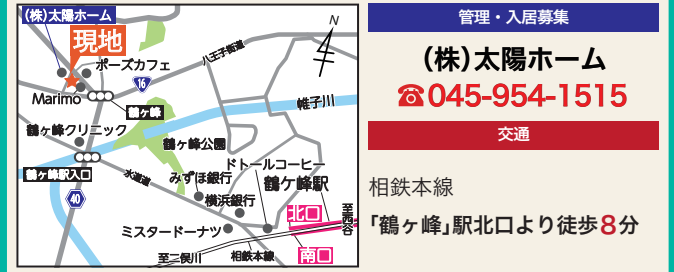 (株)太陽ホーム
現地
N
ポーズカフェ
八王子街道
16
Marimo
鶴ヶ峰
帷子川
鶴ヶ峰クリニック
鶴ヶ峰公園
ドトールコーヒー
鶴ヶ峰駅入口
水道道
みずほ銀行
鶴ケ峰駅
40
横浜銀行
北口
至西谷
ミスタードーナツ
至二俣川
相鉄本線
南口
管理・入居募集
(株)太陽ホーム
☎045-954-1515
交通
相鉄本線
「鶴ヶ峰」駅北口より徒歩8分